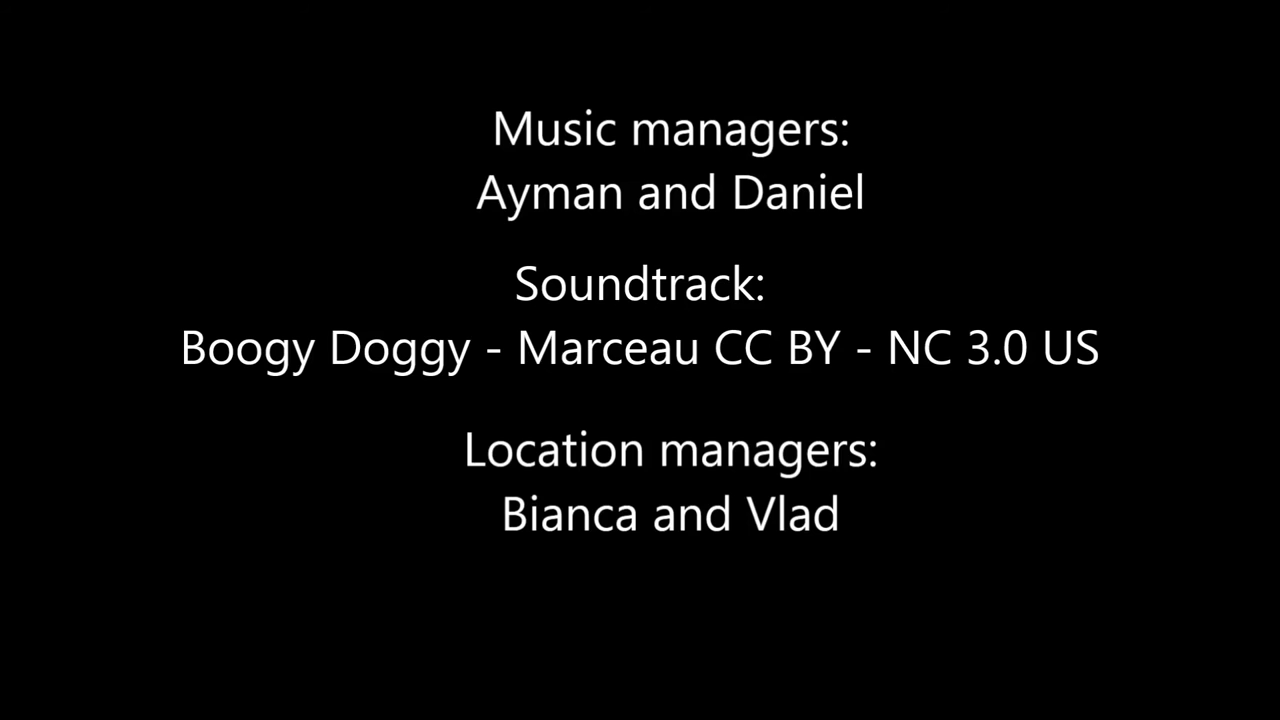 Music managers:
Ayman and Daniel
Soundtrack:
Boogy Doggy - Marceau CC BY - NC 3.0 US
Location managers:
Bianca and Vlad